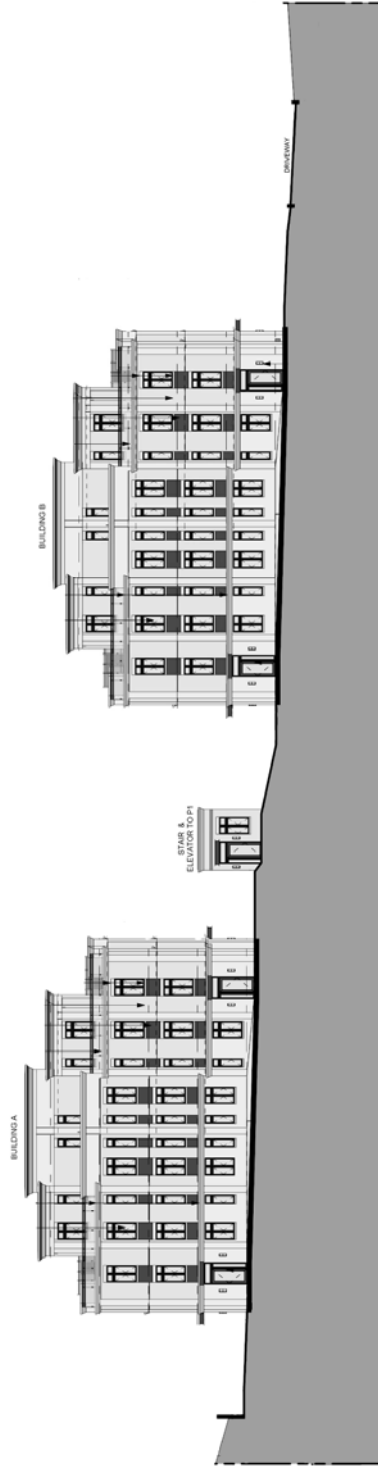 BUILDING A
STAIR &
ELEVATOR TO P1
BUILDING B
DRIVEWAY